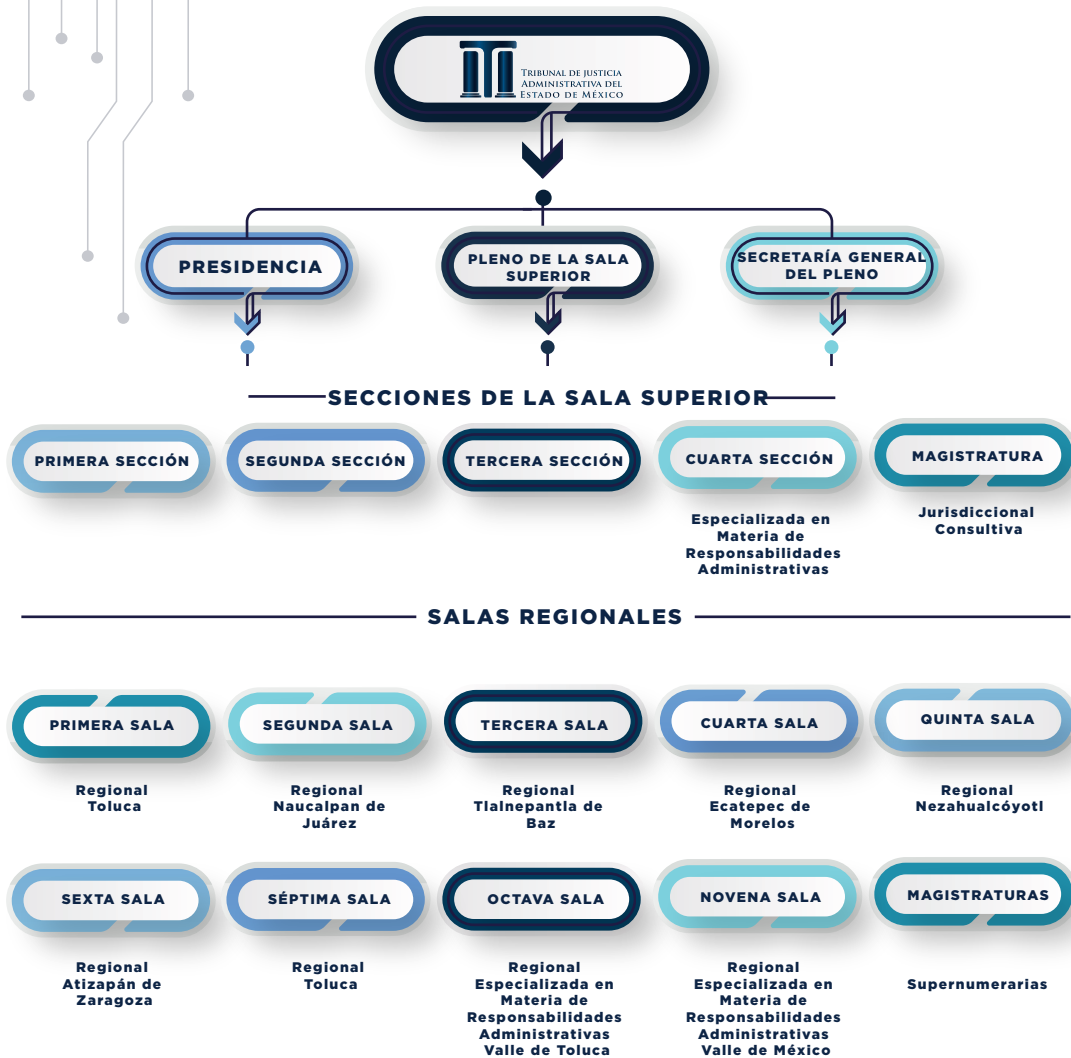 TRIBUNAL DE JUSTICIA
ADMINISTRATIVA DEL
ESTADO DE MÉXICO
PRESIDENCIA
PLENO DE LA SALA
SUPERIOR
SECRETARÍA GENERAL
DEL PLENO
SECCIONES DE LA SALA SUPERIOR
PRIMERA SECCIÓN
SEGUNDA SECCIÓN
TERCERA SECCIÓN
CUARTA SECCIÓN
Especializada en
Materia de
Responsabilidades
Administrativas
MAGISTRATURA
Jurisdiccional
Consultiva
SALAS REGIONALES
PRIMERA SALA
Regional
Toluca
SEGUNDA SALA
Regional
Naucalpan de
Juárez
TERCERA SALA
Regional
Tlalnepantla de
Baz
CUARTA SALA
Regional
Ecatepec de
Morelos
QUINTA SALA
Regional
Nezahualcóyotl
SEXTA SALA
Regional
Atizapán de
Zaragoza
SÉPTIMA SALA
Regional
Toluca
OCTAVA SALA
Regional
Especializada en
Materia de
Responsabilidades
Administrativas
Valle de Toluca
NOVENA SALA
Regional
Especializada en
Materia de
Responsabilidades
Administrativas
Valle de México
MAGISTRATURAS
Supernumerarias